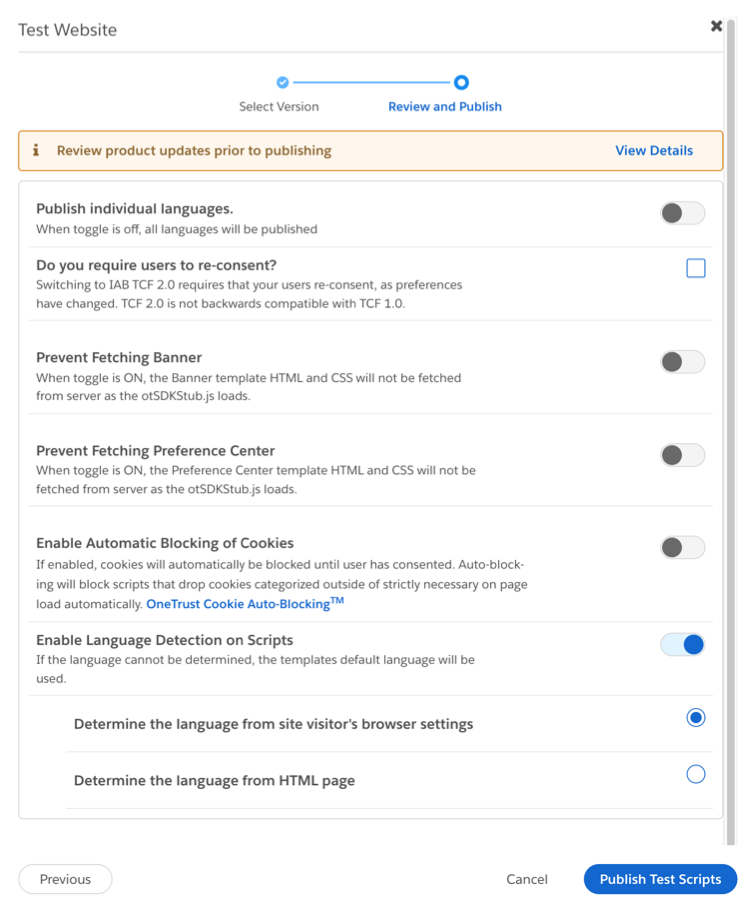 Test Website
Select Version
Review and Publish
Review product updates prior to publishing
View Details
Publish individual languages.
When toggle is off, all languages will be published
Do you require users to re-consent?
Switching to IAB TCF 2.0 requires that your users re-consent, as preferences
have changed. TCF 2.0 is not backwards compatible with TCF 1.0.
Prevent Fetching Banner
When toggle is ON, the Banner template HTML and CSS will not be fetched
from server as the otSDKStub.js loads.
Prevent Fetching Preference Center
When toggle is ON, the Preference Center template HTML and CSS will not be
fetched from server as the otSDKStub.js loads.
Enable Automatic Blocking of Cookies
If enabled, cookies will automatically be blocked until user has consented. Auto-block-
ing will block scripts that drop cookies categorized outside of strictly necessary on page
load automatically. OneTrust Cookie Auto-Blocking™
Enable Language Detection on Scripts
If the language cannot be determined, the templates default language will be
used.
Determine the language from site visitor's browser settings
Determine the language from HTML page
Previous
Cancel
Publish Test Scripts